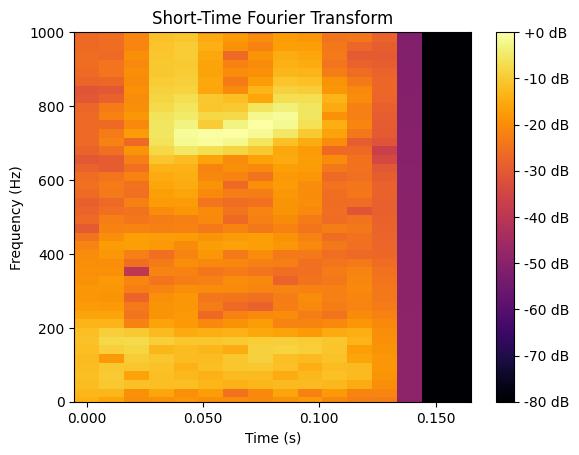 Short-Time Fourier Transform
1000
800
600
400
200
0
Frequency (Hz)
0.000
0.050
0.100
0.150
Time (s)
+0 dB
-10 dB
-20 dB
-30 dB
-40 dB
-50 dB
-60 dB
-70 dB
-80 dB